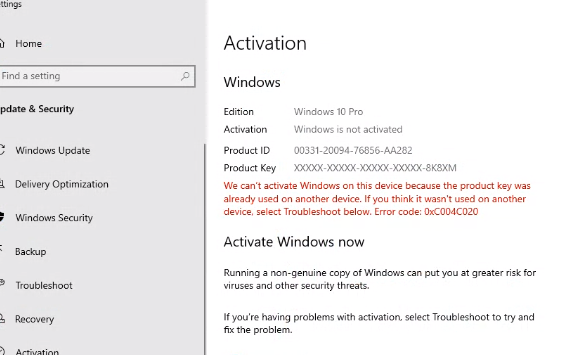 ttings
Home
Find a setting
pdate & Security
Windows Update
Delivery Optimization
Windows Security
Backup
Troubleshoot
Recovery
Activation
Activation
Windows
Edition Windows 10 Pro
Activation Windows is not activated
Product ID 00331-20094-76856-AA282
Product Key XXXXX-XXXXX-XXXXX-XXXXX-8K8XM
We can't activate Windows on this device because the product key was
already used on another device. If you think it wasn't used on another
device, select Troubleshoot below. Error code: 0xC004C020
Activate Windows now
Running a non-genuine copy of Windows can put you at greater risk for
viruses and other security threats.
If you're having problems with activation, select Troubleshoot to try and
fix the problem.